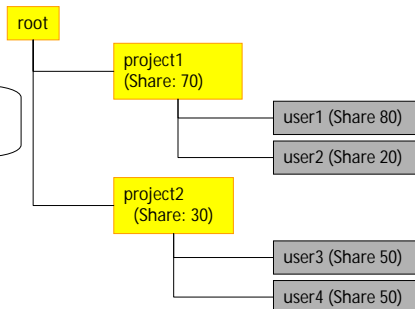 root
project1
(Share: 70)
user1 (Share 80)
user2 (Share 20)
project2
(Share: 30)
user3 (Share 50)
user4 (Share 50)